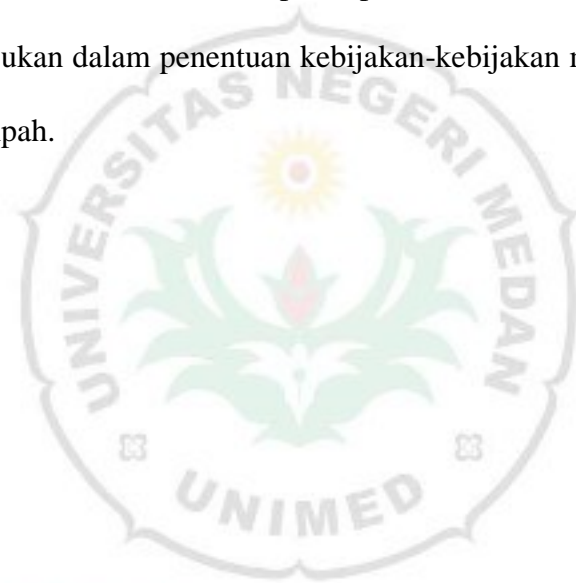 ukan dalam penentuan kebijakan-kebijakan
pah.
UNIVERSITAS NEGERI MEDAN
UNIMED